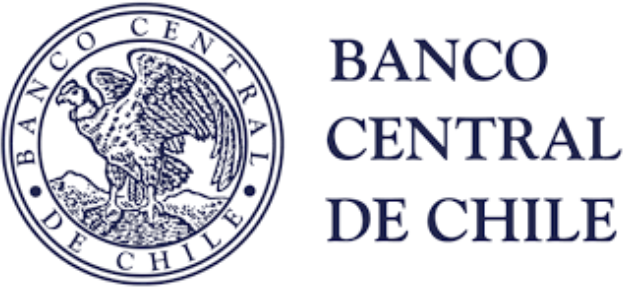 BANCO CENTRAL
DE CHILE
BANCO
CENTRAL
DE CHILE